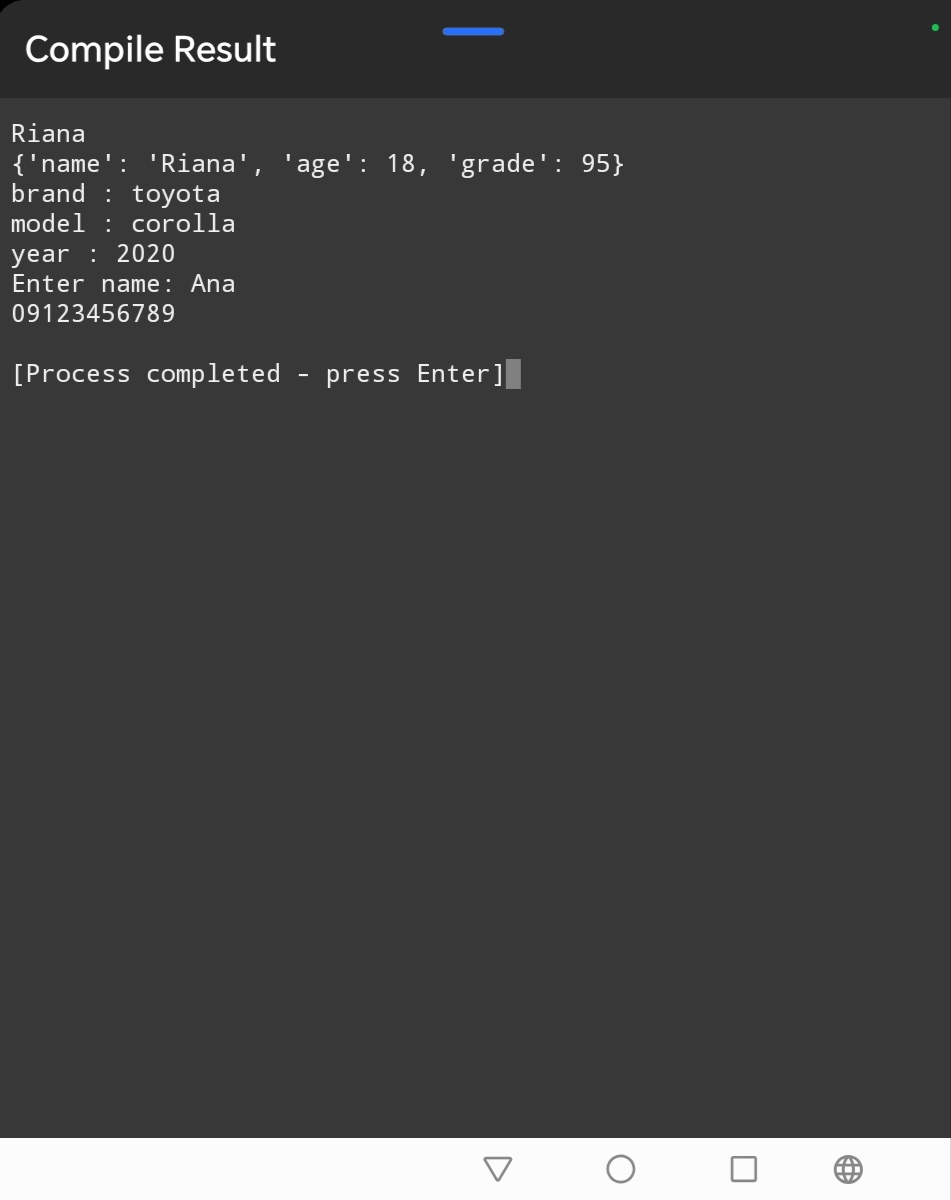 Compile Result
Riana
{'name': 'Riana', 'age': 18, 'grade': 95}
brand : toyota
model : corolla
year : 2020
Enter name: Ana
09123456789
[Process completed - press Enter]